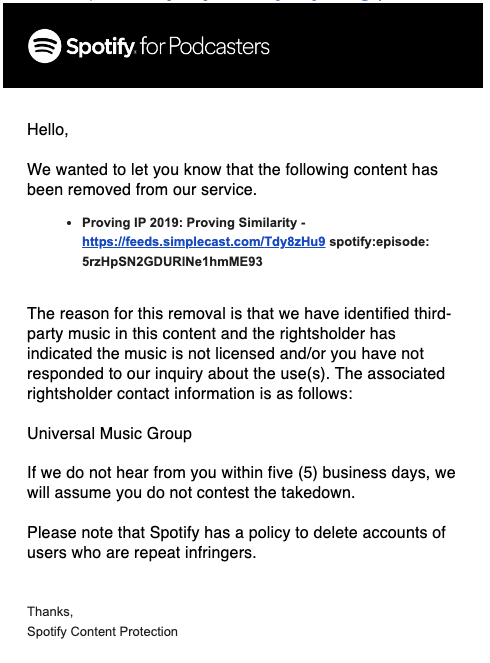 Spotify for Podcasters
Hello,
We wanted to let you know that the following content has
been removed from our service.
• Proving IP 2019: Proving Similarity -
https://feeds.simplecast.com/Tdy8zHu9 spotify:episode:
5rzHpSN2GDURlNe1hmME93
The reason for this removal is that we have identified third-
party music in this content and the rightsholder has
indicated the music is not licensed and/or you have not
responded to our inquiry about the use(s). The associated
rightsholder contact information is as follows:
Universal Music Group
If we do not hear from you within five (5) business days, we
will assume you do not contest the takedown.
Please note that Spotify has a policy to delete accounts of
users who are repeat infringers.
Thanks,
Spotify Content Protection